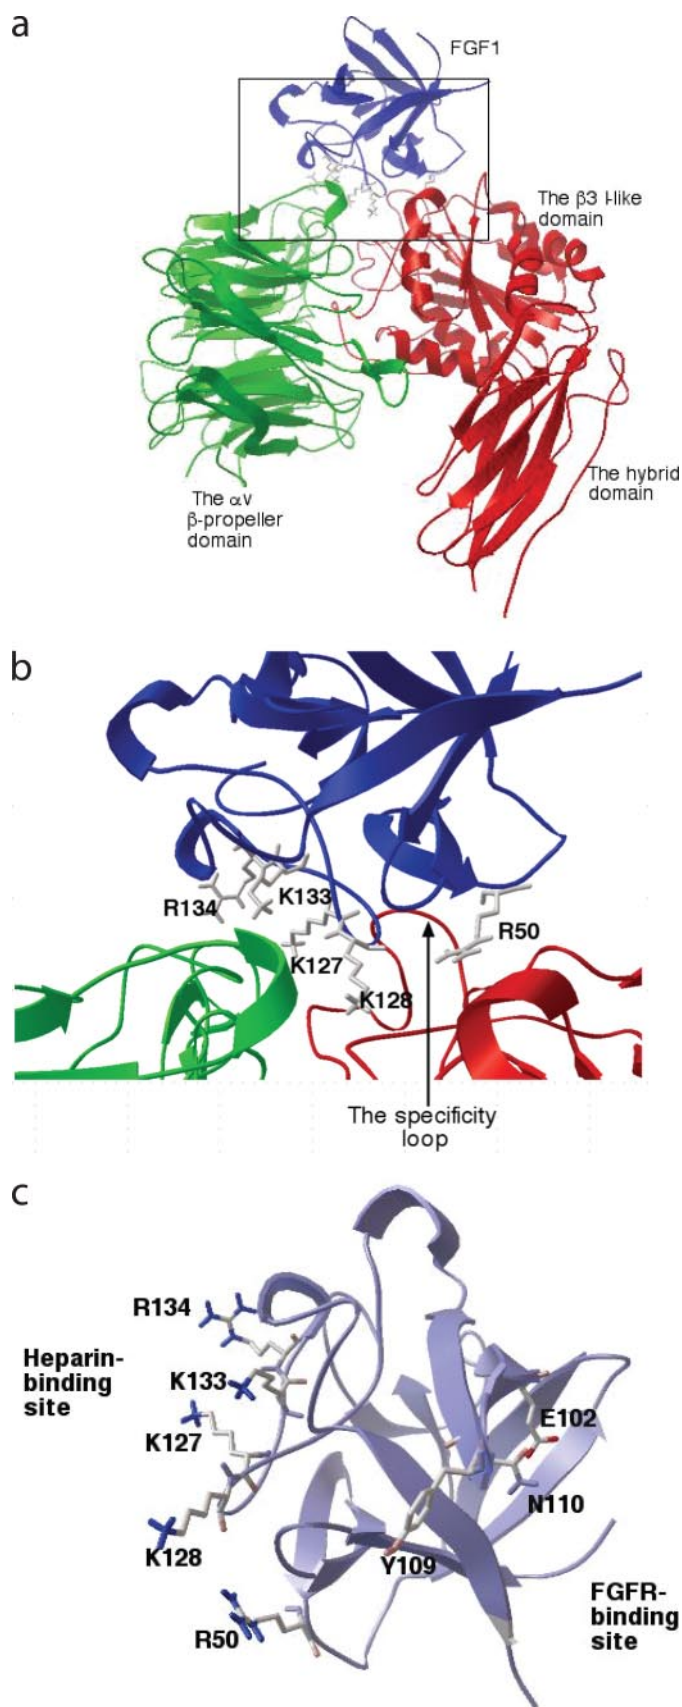 a
FGF1
The β3 I-like
domain
The αv
β-propeller
domain
The hybrid
domain
b
R134
K133
K127
K128
R50
The specificity
loop
c
R134
Heparin-
binding
site
K133
K127
K128
R50
E102
N110
Y109
FGFR-
binding
site